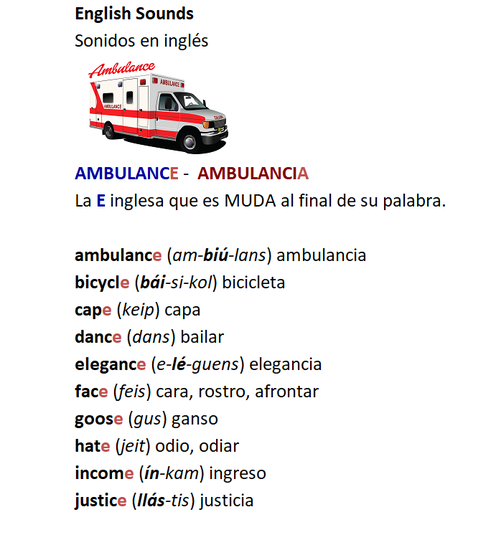 English Sounds
Sonidos en inglés
Ambulance
AMBULANCE
AMBULANCE
AMBULANCE - AMBULANCIA
La E inglesa que es MUDA al final de su palabra.
ambulance (am-biú-lans) ambulancia
bicycle (bái-si-kol) bicicleta
cape (keip) capa
dance (dans) bailar
elegance (e-lé-guens) elegancia
face (feis) cara, rostro, afrontar
goose (gus) ganso
hate (jeit) odio, odiar
income (ín-kam) ingreso
justice (llás-tis) justicia